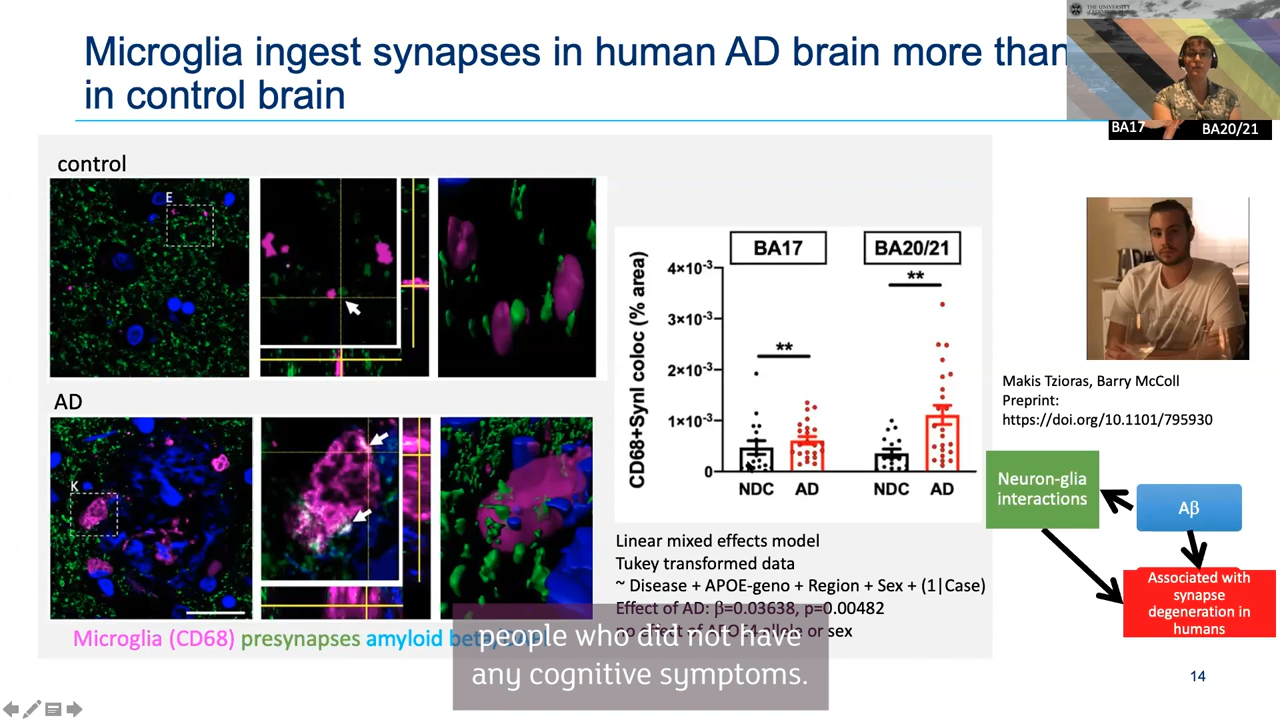 Microglia ingest synapses in human AD brain more than
in control brain
THE UNIVERSITY
BA17
BA20/21
control
E
AD
K
Microglia (CD68) presynapses amyloid beta
CD68+SynI coloc (% area)
BA17
BA20/21
4×10-3
3×10-3
2×10-3
1×10-3
0
**
**
NDC
AD
NDC
AD
Linear mixed effects model
Tukey transformed data
~ Disease + APOE-geno + Region + Sex + (1|Case)
Effect of AD: β=0.03638, p=0.00482
no effect of APOE4 allele or sex
people who did not have
any cognitive symptoms.
Makis Tzioras, Barry McColl
Preprint:
https://doi.org/10.1101/795930
Neuron-glia
interactions
Aβ
Associated with
synapse
degeneration in
humans
14